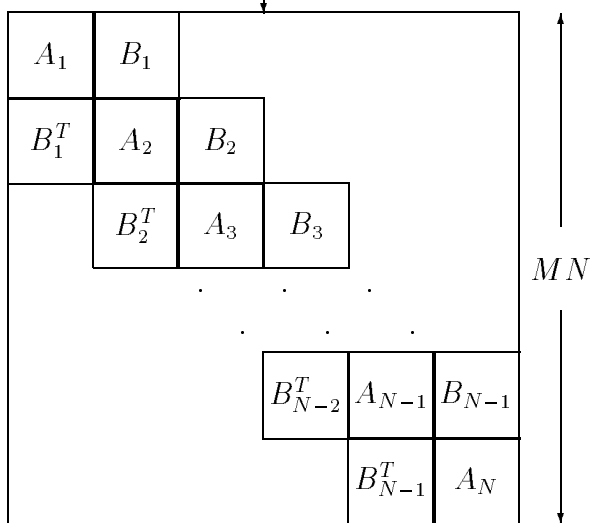 A_1 B_1
B_1^T A_2 B_2
B_2^T A_3 B_3
MN
B_{N-2}^T A_{N-1} B_{N-1}
B_{N-1}^T A_N